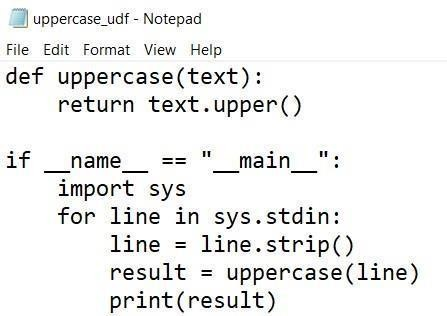 uppercase_udf - Notepad
File Edit Format View Help
def uppercase(text):
    return text.upper()

if __name__ == "__main__":
    import sys
    for line in sys.stdin:
        line = line.strip()
        result = uppercase(line)
        print(result)